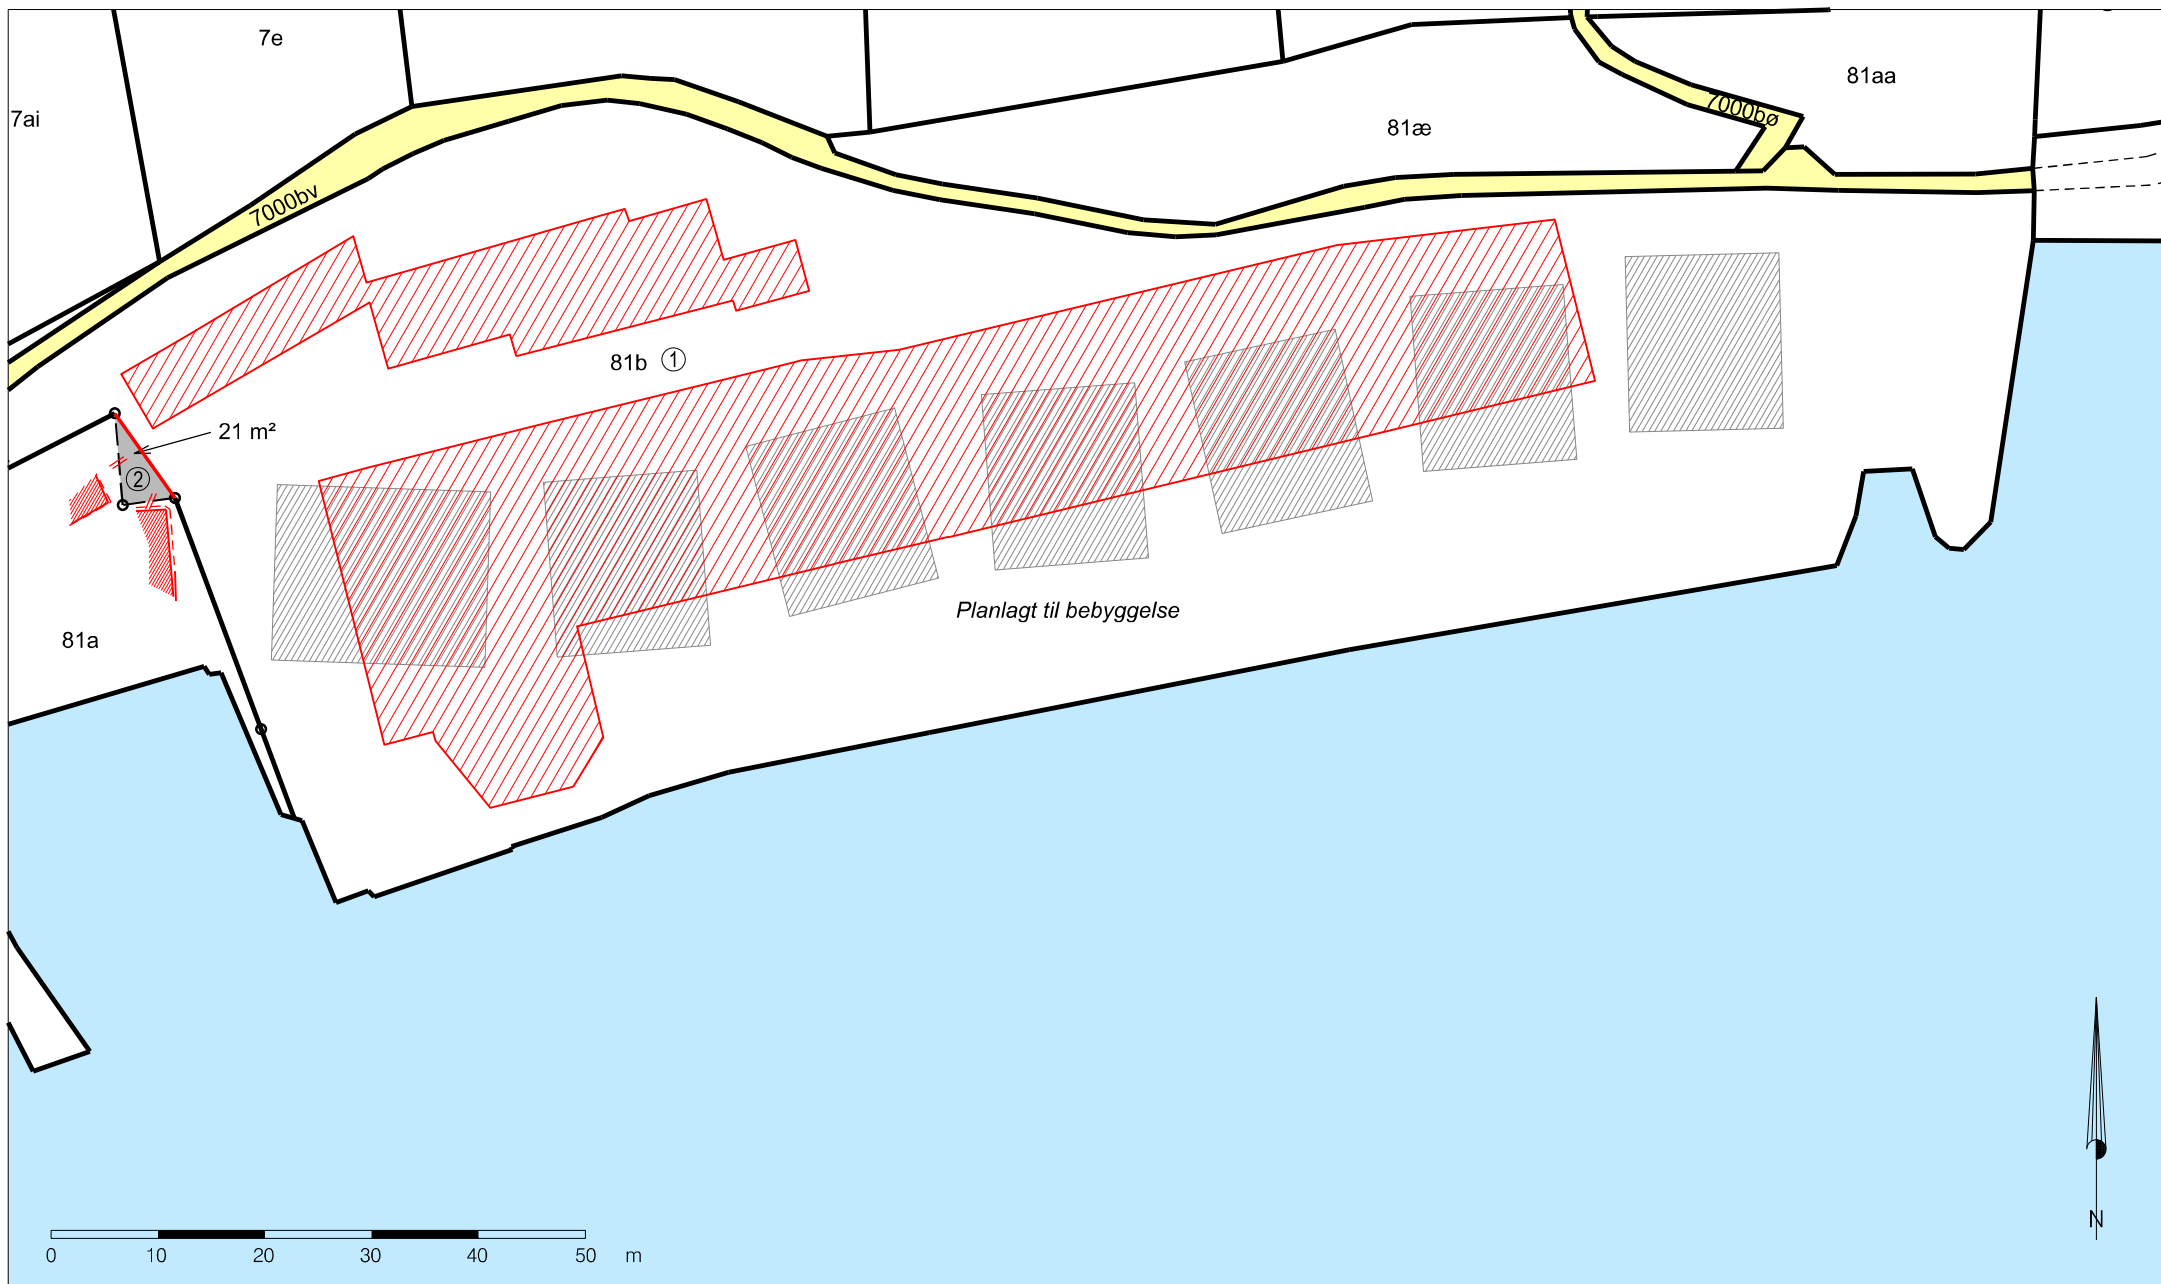 7e
81aa
7ai
7000bø
81æ
7000bv
81b ①
21 m²
②
Planlagt til bebyggelse
81a
N
0 10 20 30 40 50 m